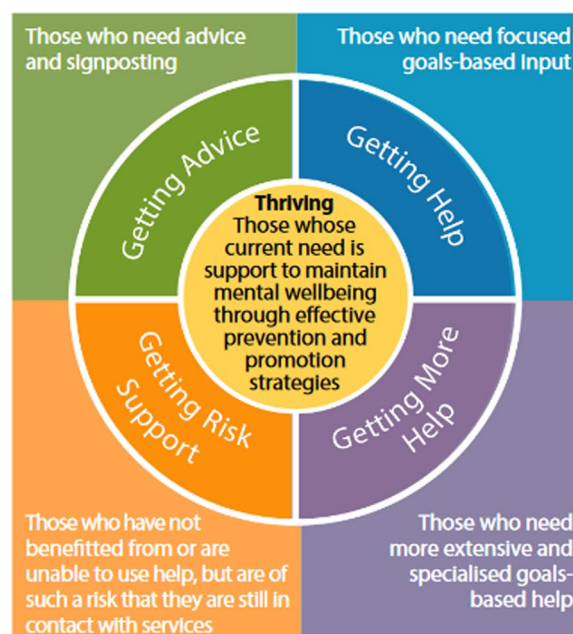 Those who need advice
and signposting
Those who need focused
goals-based input
Getting Advice
Getting Help
Thriving
Those whose
current need is
support to maintain
mental wellbeing
through effective
prevention and
promotion
strategies
Getting Risk
Support
Getting More
Help
Those who have not
benefitted from or are
unable to use help, but are of
such a risk that they are still in
contact with services
Those who need
more extensive and
specialised goals-
based help